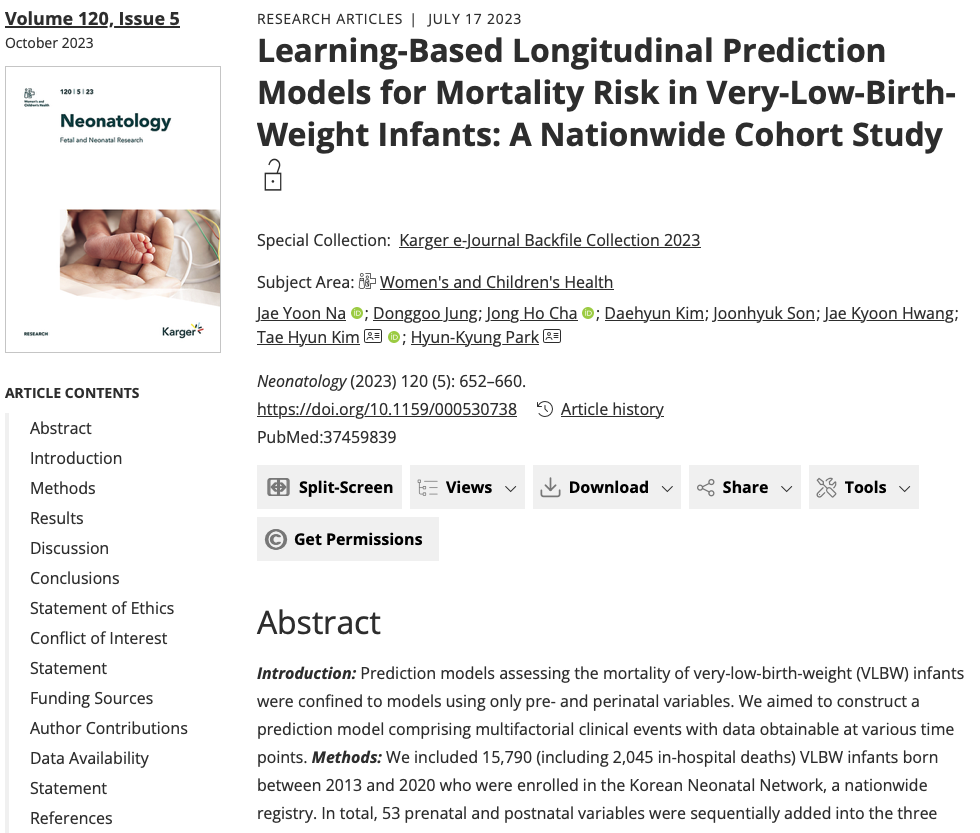 Volume 120, Issue 5
October 2023
120 | 5 | 23
Women's and
Children's Health
Neonatology
Fetal and Neonatal Research
RESEARCH
Karger
ARTICLE CONTENTS
Abstract
Introduction
Methods
Results
Discussion
Conclusions
Statement of Ethics
Conflict of Interest
Statement
Funding Sources
Author Contributions
Data Availability
Statement
References
RESEARCH ARTICLES | JULY 17 2023
Learning-Based Longitudinal Prediction
Models for Mortality Risk in Very-Low-Birth-
Weight Infants: A Nationwide Cohort Study
Special Collection: Karger e-Journal Backfile Collection 2023
Subject Area: Women's and Children's Health
Jae Yoon Na iD; Donggoo Jung; Jong Ho Cha iD; Daehyun Kim; Joonhyuk Son; Jae Kyoon Hwang;
Tae Hyun Kim iD; Hyun-Kyung Park
Neonatology (2023) 120 (5): 652–660.
https://doi.org/10.1159/000530738 Article history
PubMed:37459839
Split-Screen Views Download Share Tools
© Get Permissions
Abstract
Introduction: Prediction models assessing the mortality of very-low-birth-weight (VLBW) infants
were confined to models using only pre- and perinatal variables. We aimed to construct a
prediction model comprising multifactorial clinical events with data obtainable at various time
points. Methods: We included 15,790 (including 2,045 in-hospital deaths) VLBW infants born
between 2013 and 2020 who were enrolled in the Korean Neonatal Network, a nationwide
registry. In total, 53 prenatal and postnatal variables were sequentially added into the three